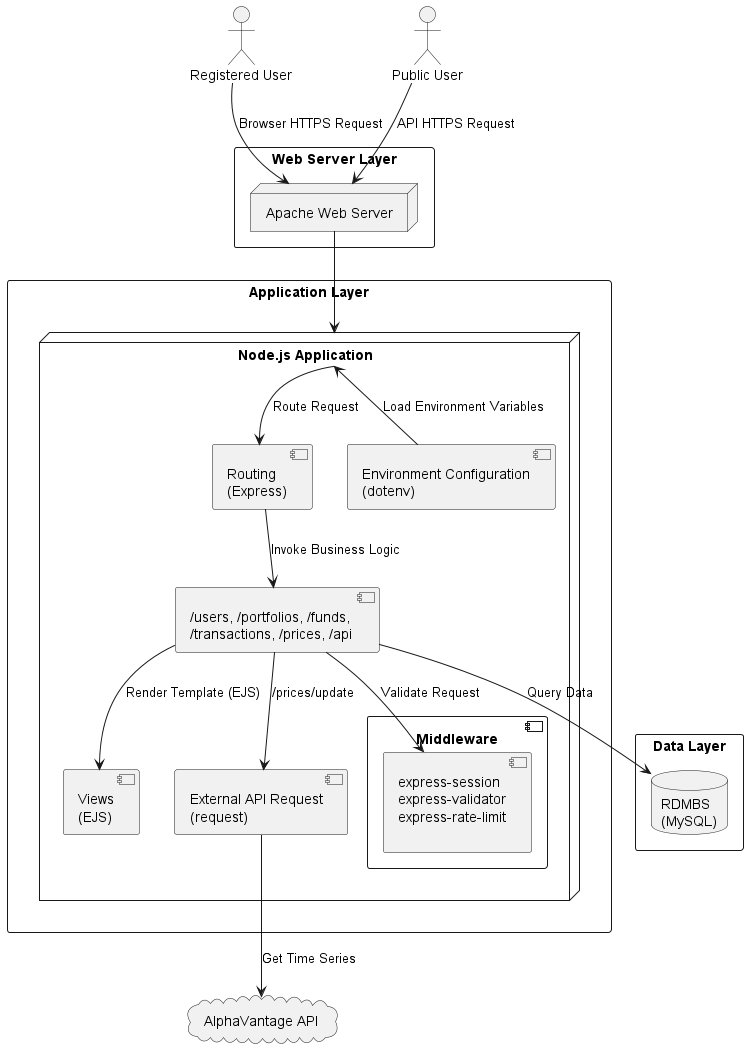 Registered User
Public User
Browser HTTPS Request
API HTTPS Request
Web Server Layer
Apache Web Server
Application Layer
Node.js Application
Route Request
Load Environment Variables
Routing
(Express)
Environment Configuration
(dotenv)
Invoke Business Logic
/users, /portfolios, /funds,
/transactions, /prices, /api
Render Template (EJS)
/prices/update
Validate Request
Query Data
Middleware
Data Layer
Views
(EJS)
External API Request
(request)
express-session
express-validator
express-rate-limit
RDMBS
(MySQL)
Get Time Series
AlphaVantage API